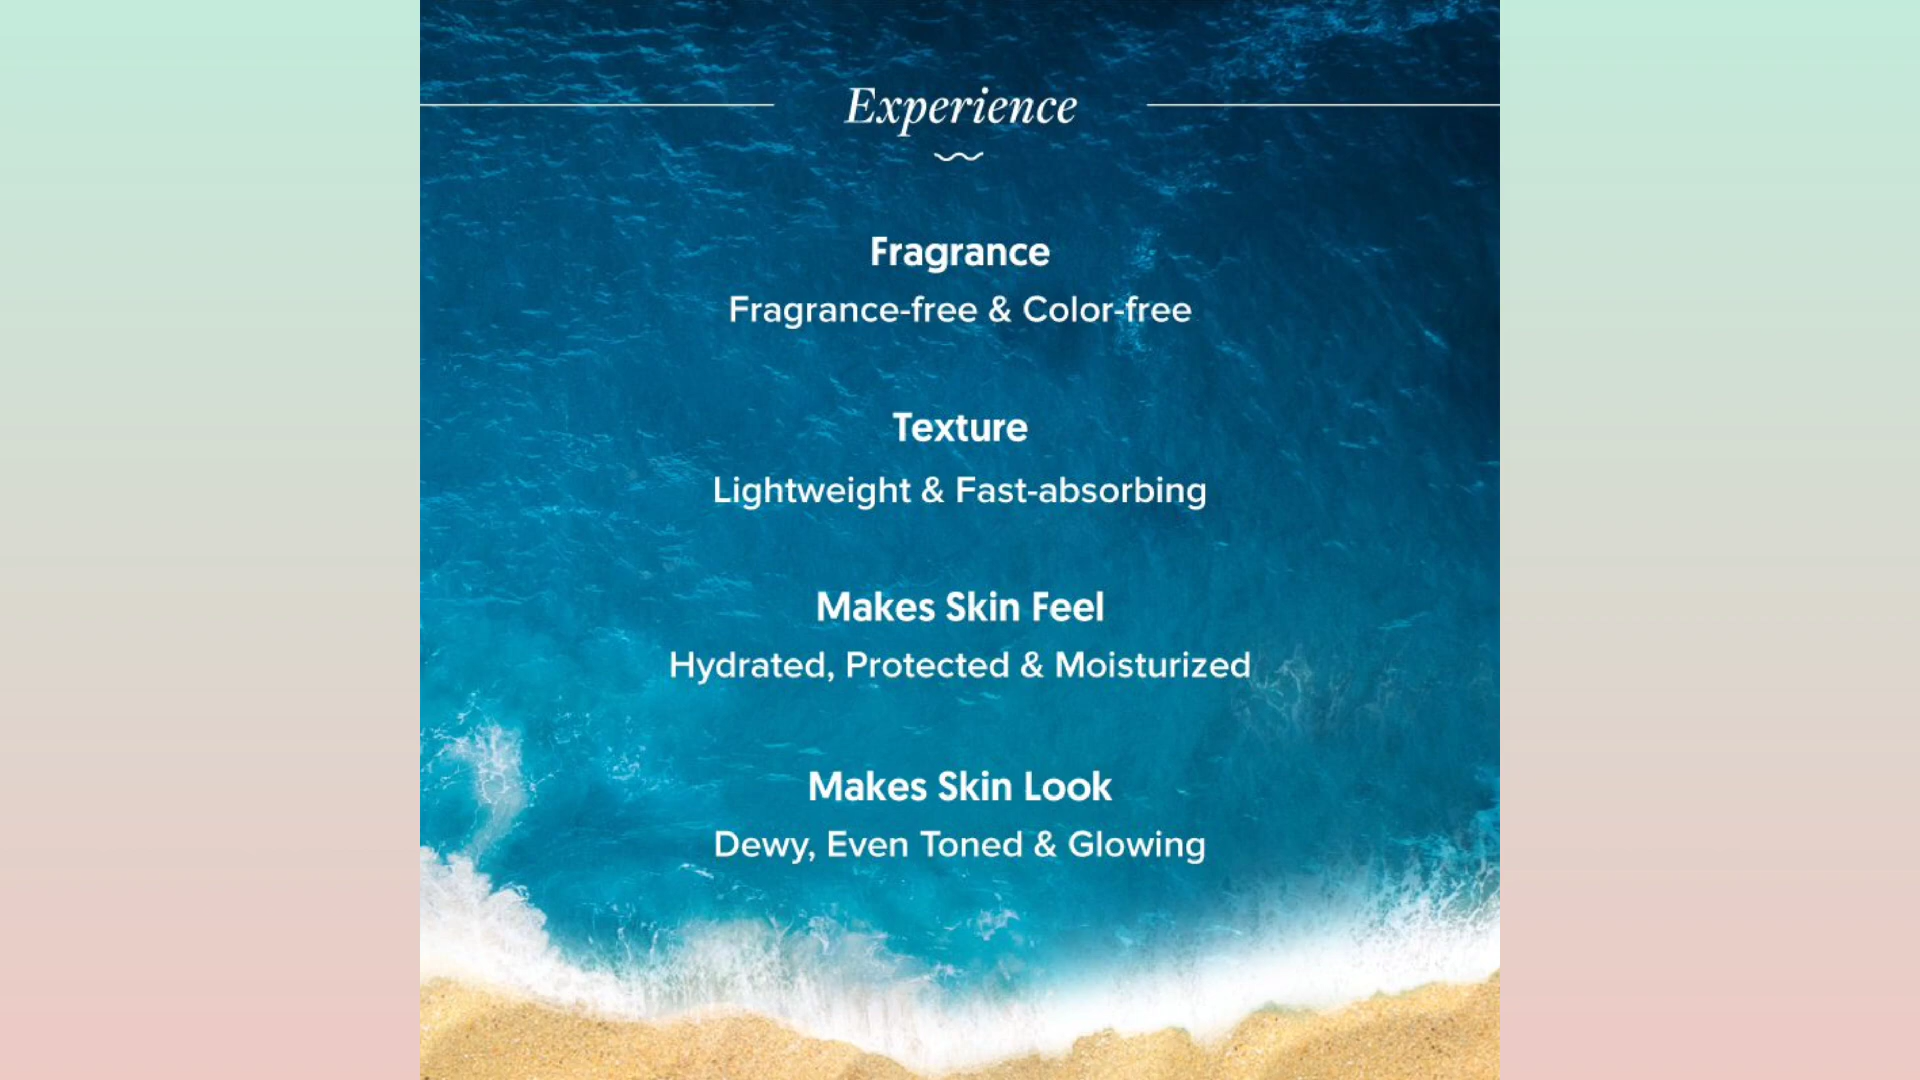 Experience
Fragrance
Fragrance-free & Color-free
Texture
Lightweight & Fast-absorbing
Makes Skin Feel
Hydrated, Protected & Moisturized
Makes Skin Look
Dewy, Even Toned & Glowing